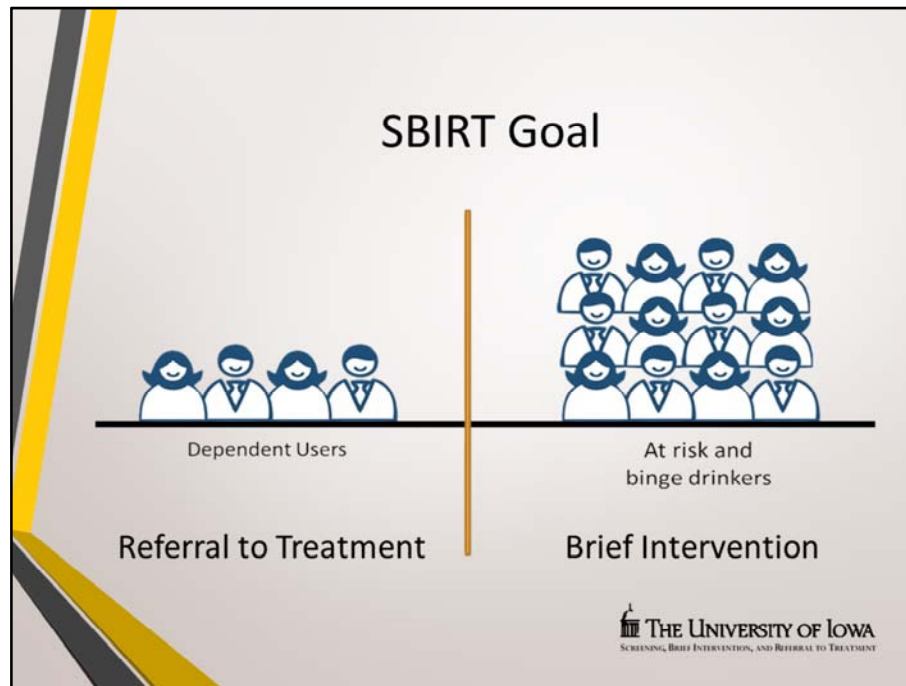 SBIRT Goal
Dependent Users
At risk and
binge drinkers
Referral to Treatment
Brief Intervention
THE UNIVERSITY OF IOWA
SCREENING, BRIEF INTERVENTION, AND REFERRAL TO TREATMENT